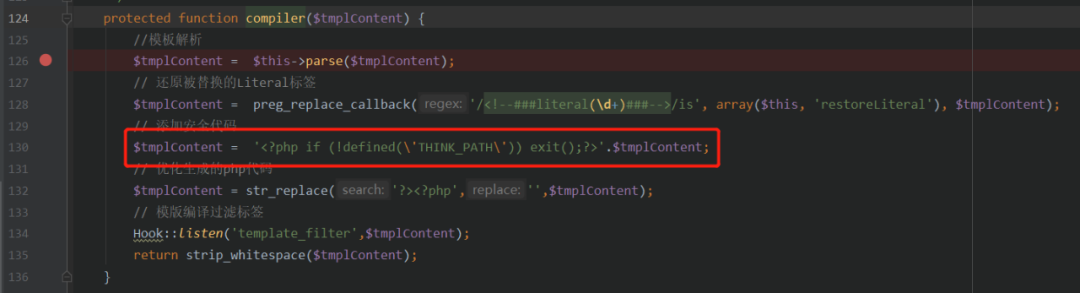 124 protected function compiler($tmplContent) {
125 //模板解析
126 $tmplContent = $this->parse($tmplContent);
127 // 还原被替换的Literal标签
128 $tmplContent = preg_replace_callback( regex: '/<!--###literal(\d+)###-->/is', array($this, 'restoreLiteral'), $tmplContent);
129 // 添加安全代码
130 $tmplContent = '<?php if (!defined(\'THINK_PATH\')) exit();?>'.$tmplContent;
131 // 优化生成的php代码
132 $tmplContent = str_replace( search: '?><?php', replace: '',$tmplContent);
133 // 模版编译过滤标签
134 Hook::listen('template_filter',$tmplContent);
135 return strip_whitespace($tmplContent);
136 }